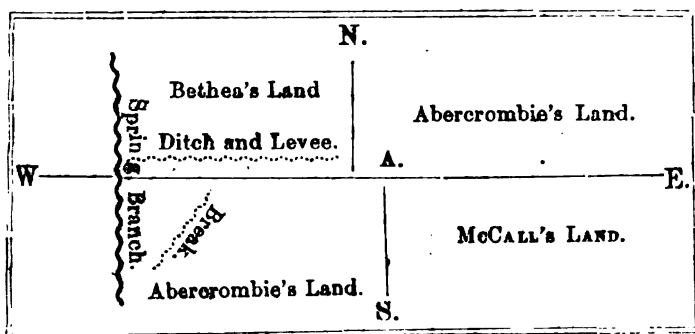 N.
Bethea's Land
Abercrombie's Land.
Ditch and Levee.
A.
W
E.
Spring Branch.
Break.
McCall's Land.
Abercrombie's Land.
S.